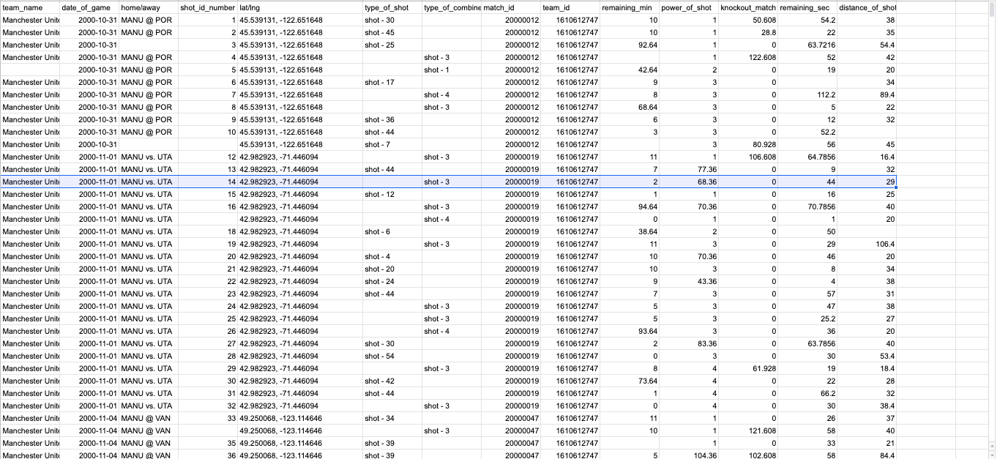 team_name date_of_game home/away shot_id_number lat/lng type_of_shot type_of_combine match_id team_id remaining_min power_of_shot knockout_match remaining_sec distance_of_shot
Manchester Unite 2000-10-31 MANU @ POR 1 45.539131, -122.651648 shot - 30 20000012 1610612747 10 1 50.608 54.2 38
Manchester Unite 2000-10-31 MANU @ POR 2 45.539131, -122.651648 shot - 45 20000012 1610612747 10 1 28.8 22 35
Manchester Unite 2000-10-31 3 45.539131, -122.651648 shot - 25 20000012 1610612747 92.64 1 0 63.7216 54.4
Manchester Unite 2000-10-31 MANU @ POR 4 45.539131, -122.651648 shot - 3 20000012 1610612747 1 122.608 52 42
2000-10-31 MANU @ POR 5 45.539131, -122.651648 shot - 1 20000012 1610612747 42.64 2 0 19 20
Manchester Unite 2000-10-31 MANU @ POR 6 45.539131, -122.651648 shot - 17 20000012 1610612747 9 3 0 34
Manchester Unite 2000-10-31 MANU @ POR 7 45.539131, -122.651648 shot - 4 20000012 1610612747 8 3 0 112.2 89.4
Manchester Unite 2000-10-31 MANU @ POR 8 45.539131, -122.651648 shot - 3 20000012 1610612747 68.64 3 0 5 22
Manchester Unite 2000-10-31 MANU @ POR 9 45.539131, -122.651648 shot - 36 20000012 1610612747 6 3 0 12 32
Manchester Unite 2000-10-31 MANU @ POR 10 45.539131, -122.651648 shot - 44 20000012 1610612747 3 3 0 52.2
Manchester Unite 2000-10-31 45.539131, -122.651648 shot - 7 20000012 1610612747 3 80.928 56 45
Manchester Unite 2000-11-01 MANU vs. UTA 12 42.982923, -71.446094 shot - 3 20000019 1610612747 11 1 106.608 64.7856 16.4
Manchester Unite 2000-11-01 MANU vs. UTA 13 42.982923, -71.446094 shot - 44 20000019 1610612747 7 77.36 0 9 32
Manchester Unite 2000-11-01 MANU vs. UTA 14 42.982923, -71.446094 shot - 3 20000019 1610612747 2 68.36 0 44 29
Manchester Unite 2000-11-01 MANU vs. UTA 15 42.982923, -71.446094 shot - 12 20000019 1610612747 1 1 0 16 25
Manchester Unite 2000-11-01 MANU vs. UTA 16 42.982923, -71.446094 shot - 3 20000019 1610612747 94.64 70.36 0 70.7856 40
Manchester Unite 2000-11-01 MANU vs. UTA 42.982923, -71.446094 shot - 4 20000019 1610612747 0 1 0 1 20
Manchester Unite 2000-11-01 MANU vs. UTA 18 42.982923, -71.446094 shot - 6 20000019 1610612747 38.64 2 0 50
Manchester Unite 2000-11-01 MANU vs. UTA 19 42.982923, -71.446094 shot - 3 20000019 1610612747 11 3 0 29 106.4
Manchester Unite 2000-11-01 MANU vs. UTA 20 42.982923, -71.446094 shot - 4 20000019 1610612747 10 70.36 0 46 20
Manchester Unite 2000-11-01 MANU vs. UTA 21 42.982923, -71.446094 shot - 20 20000019 1610612747 10 3 0 8 34
Manchester Unite 2000-11-01 MANU vs. UTA 22 42.982923, -71.446094 shot - 24 20000019 1610612747 9 43.36 0 4 38
Manchester Unite 2000-11-01 MANU vs. UTA 23 42.982923, -71.446094 shot - 44 20000019 1610612747 7 3 0 57 31
Manchester Unite 2000-11-01 MANU vs. UTA 24 42.982923, -71.446094 shot - 3 20000019 1610612747 5 3 0 47 38
Manchester Unite 2000-11-01 MANU vs. UTA 25 42.982923, -71.446094 shot - 3 20000019 1610612747 5 3 0 25.2 27
Manchester Unite 2000-11-01 MANU vs. UTA 26 42.982923, -71.446094 shot - 4 20000019 1610612747 93.64 3 0 36 20
Manchester Unite 2000-11-01 MANU vs. UTA 27 42.982923, -71.446094 shot - 30 20000019 1610612747 2 83.36 0 63.7856 40
Manchester Unite 2000-11-01 MANU vs. UTA 28 42.982923, -71.446094 shot - 54 20000019 1610612747 0 3 0 30 53.4
Manchester Unite 2000-11-01 MANU vs. UTA 29 42.982923, -71.446094 shot - 3 20000019 1610612747 8 4 61.928 19 18.4
Manchester Unite 2000-11-01 MANU vs. UTA 30 42.982923, -71.446094 shot - 42 20000019 1610612747 73.64 4 0 22 28
Manchester Unite 2000-11-01 MANU vs. UTA 31 42.982923, -71.446094 shot - 44 20000019 1610612747 1 4 0 66.2 32
Manchester Unite 2000-11-01 MANU vs. UTA 32 42.982923, -71.446094 shot - 3 20000019 1610612747 0 4 0 30 38.4
Manchester Unite 2000-11-04 MANU @ VAN 33 49.250068, -123.114646 shot - 34 20000047 1610612747 11 1 0 26 37
Manchester Unite 2000-11-04 MANU @ VAN 49.250068, -123.114646 shot - 3 20000047 1610612747 10 1 121.608 58 40
Manchester Unite 2000-11-04 MANU @ VAN 35 49.250068, -123.114646 shot - 39 20000047 1610612747 1 0 33 21
Manchester Unite 2000-11-04 MANU @ VAN 36 49.250068, -123.114646 shot - 39 20000047 1610612747 5 104.36 102.608 58 84.4